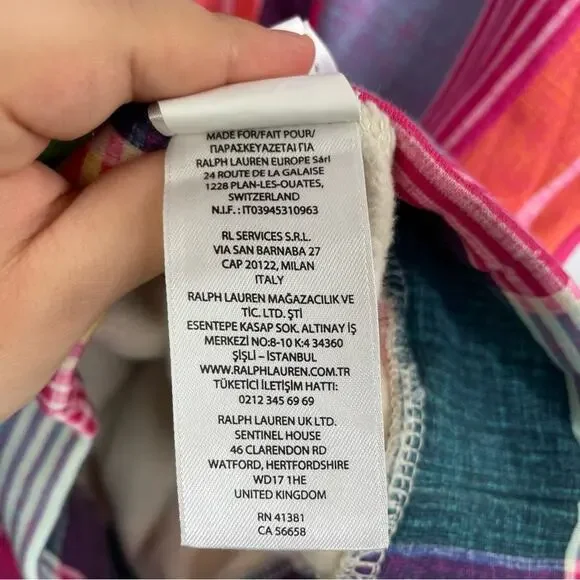 MADE FOR/FAIT POUR/
ΠΑΡΑΣΚΕΥΑΖΕΤΑΙ ΓΙΑ
RALPH LAUREN EUROPE Sárl
24 ROUTE DE LA GALAISE
1228 PLAN-LES-OUATES,
SWITZERLAND
N.I.F.: IT03945310963
RL SERVICES S.R.L.
VIA SAN BARNABA 27
CAP 20122, MILAN
ITALY
RALPH LAUREN MAĞAZACILIK VE
TİC. LTD. ŞTİ
ESENTEPE KASAP SOK. ALTINAY İŞ
MERKEZİ NO:8-10 K:4 34360
ŞİŞLİ – İSTANBUL
WWW.RALPHLAUREN.COM.TR
TÜKETİCİ İLETİŞİM HATTI:
0212 345 69 69
RALPH LAUREN UK LTD.
SENTINEL HOUSE
46 CLARENDON RD
WATFORD, HERTFORDSHIRE
WD17 1HE
UNITED KINGDOM
RN 41381
CA 56658